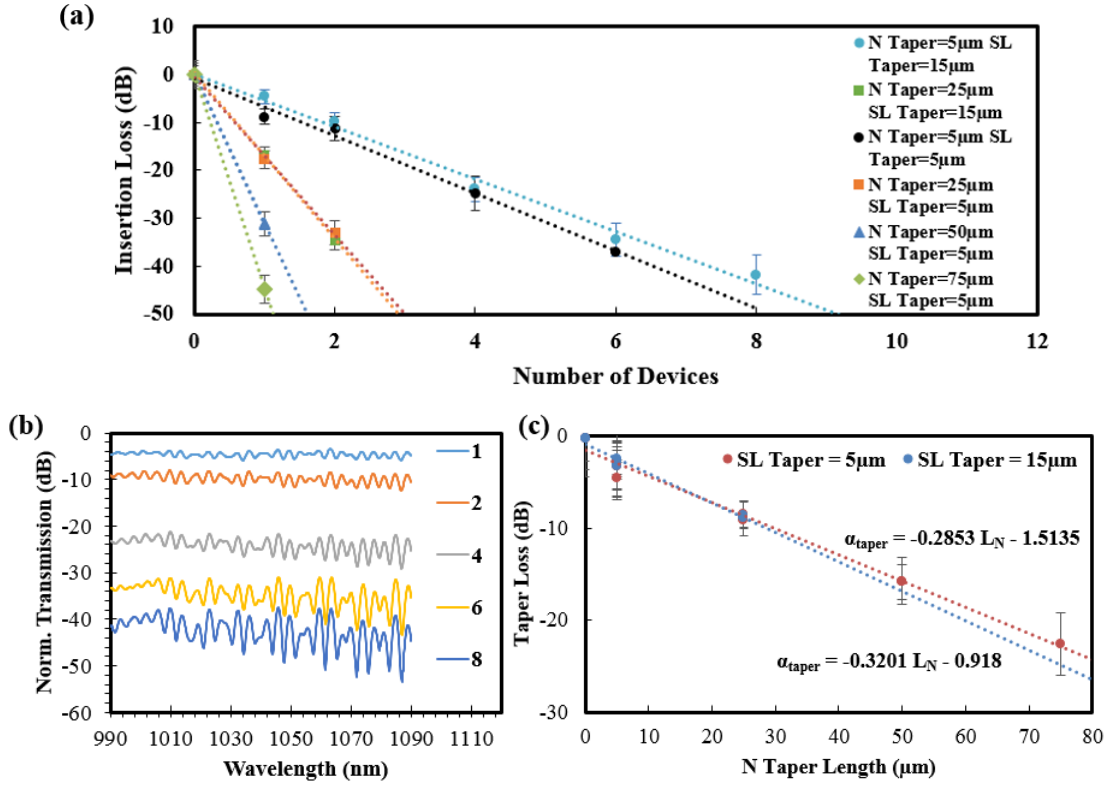 (a)
10
0
-10
-20
-30
-40
-50
Insertion Loss (dB)
0 2 4 6 8 10 12
Number of Devices
N Taper=5μm SL
Taper=15μm
N Taper=25μm
SL Taper=15μm
N Taper=5μm SL
Taper=5μm
N Taper=25μm
SL Taper=5μm
N Taper=50μm
SL Taper=5μm
N Taper=75μm
SL Taper=5μm
(b)
0
-10
-20
-30
-40
-50
-60
Norm. Transmission (dB)
990 1010 1030 1050 1070 1090 1110
Wavelength (nm)
1
2
4
6
8
(c)
0
-10
-20
-30
Taper Loss (dB)
0 10 20 30 40 50 60 70 80
N Taper Length (μm)
SL Taper = 5μm SL Taper = 15μm
αtaper = -0.2853 LN - 1.5135
αtaper = -0.3201 LN - 0.918